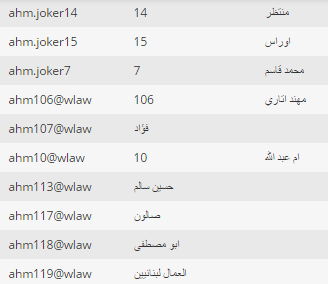 ahm.joker14 14 منتظر
ahm.joker15 15 اوراس
ahm.joker7 7 محمد قاسم
ahm106@wlaw 106 مهند اتاري
ahm107@wlaw فؤاد
ahm10@wlaw 10 ام عبد الله
ahm113@wlaw حسين سالم
ahm117@wlaw صالون
ahm118@wlaw ابو مصطفى
ahm119@wlaw العمال لبنانيين